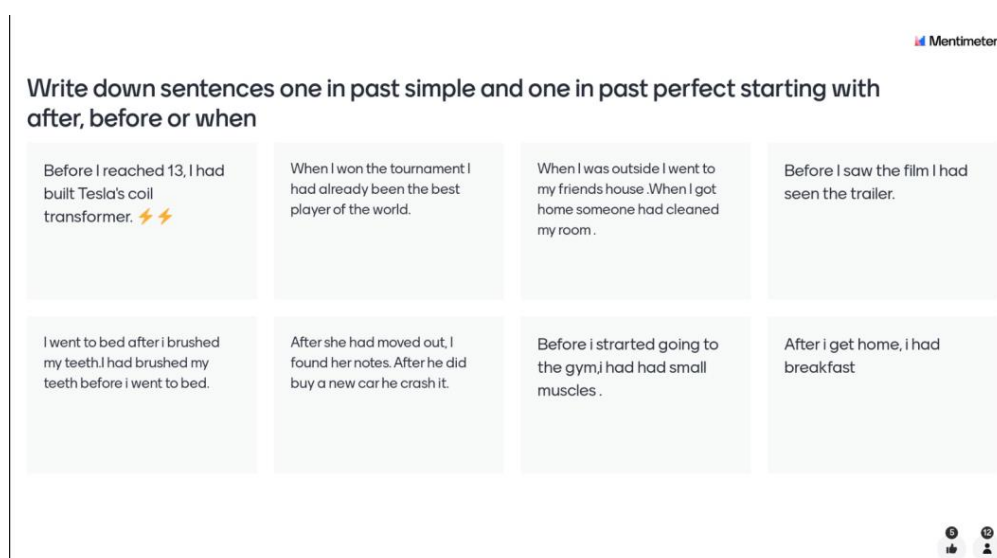 Mentimeter
Write down sentences one in past simple and one in past perfect starting with
after, before or when
Before I reached 13, I had
built Tesla's coil
transformer. ⚡⚡
When I won the tournament I
had already been the best
player of the world.
When I was outside I went to
my friends house .When I got
home someone had cleaned
my room .
Before I saw the film I had
seen the trailer.
I went to bed after i brushed
my teeth.I had brushed my
teeth before i went to bed.
After she had moved out, I
found her notes. After he did
buy a new car he crash it.
Before i strarted going to
the gym,i had had small
muscles .
After i get home, i had
breakfast
5
12